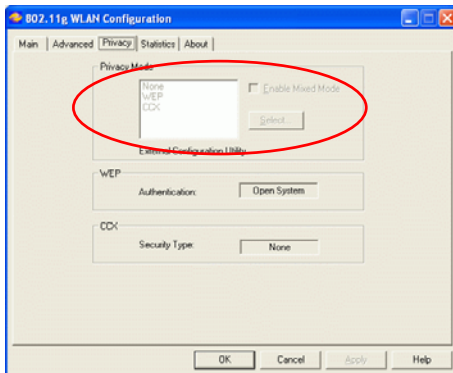 802.11g WLAN Configuration
Main Advanced Privacy Statistics About
Privacy Mode
None
WEP
CCX
Enable Mixed Mode
Select...
External Configuration Utility
WEP
Authentication: Open System
CCX
Security Type: None
OK Cancel Apply Help